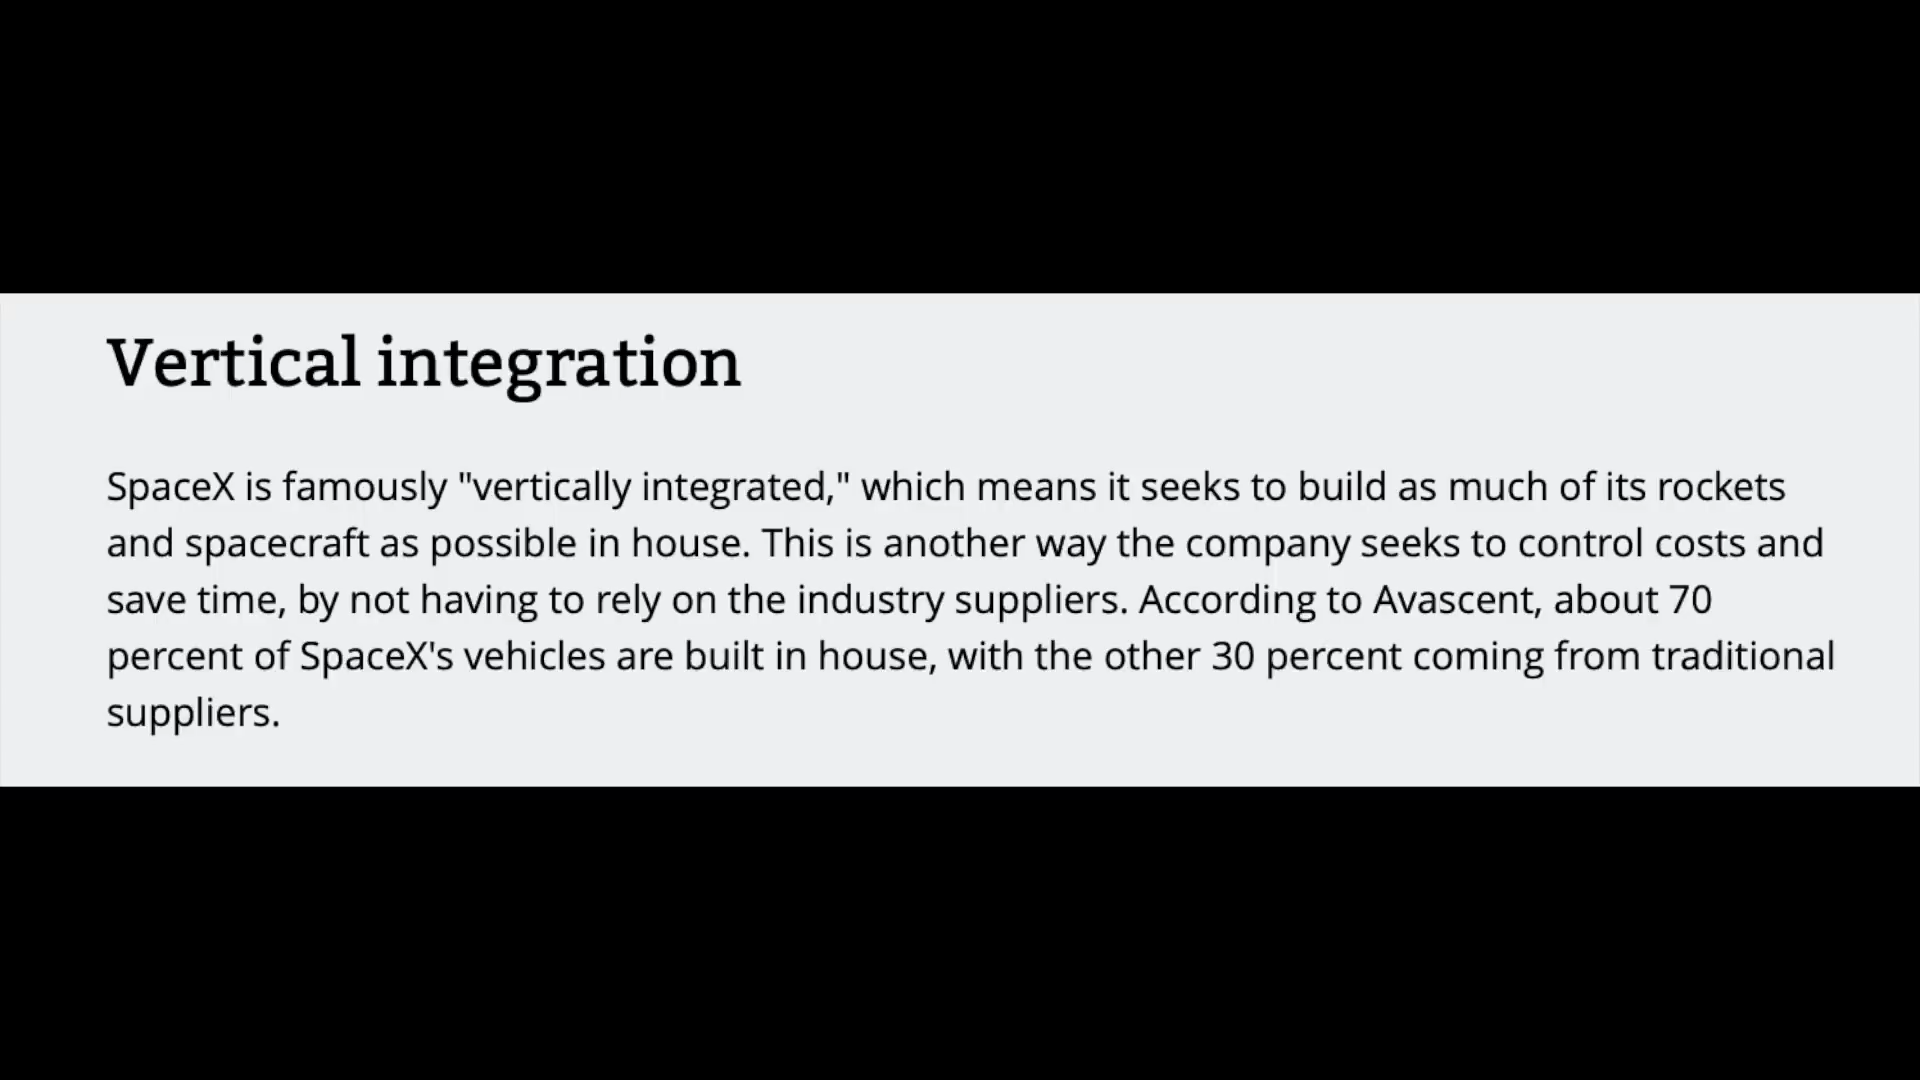 Vertical integration
SpaceX is famously "vertically integrated," which means it seeks to build as much of its rockets
and spacecraft as possible in house. This is another way the company seeks to control costs and
save time, by not having to rely on the industry suppliers. According to Avascent, about 70
percent of SpaceX's vehicles are built in house, with the other 30 percent coming from traditional
suppliers.